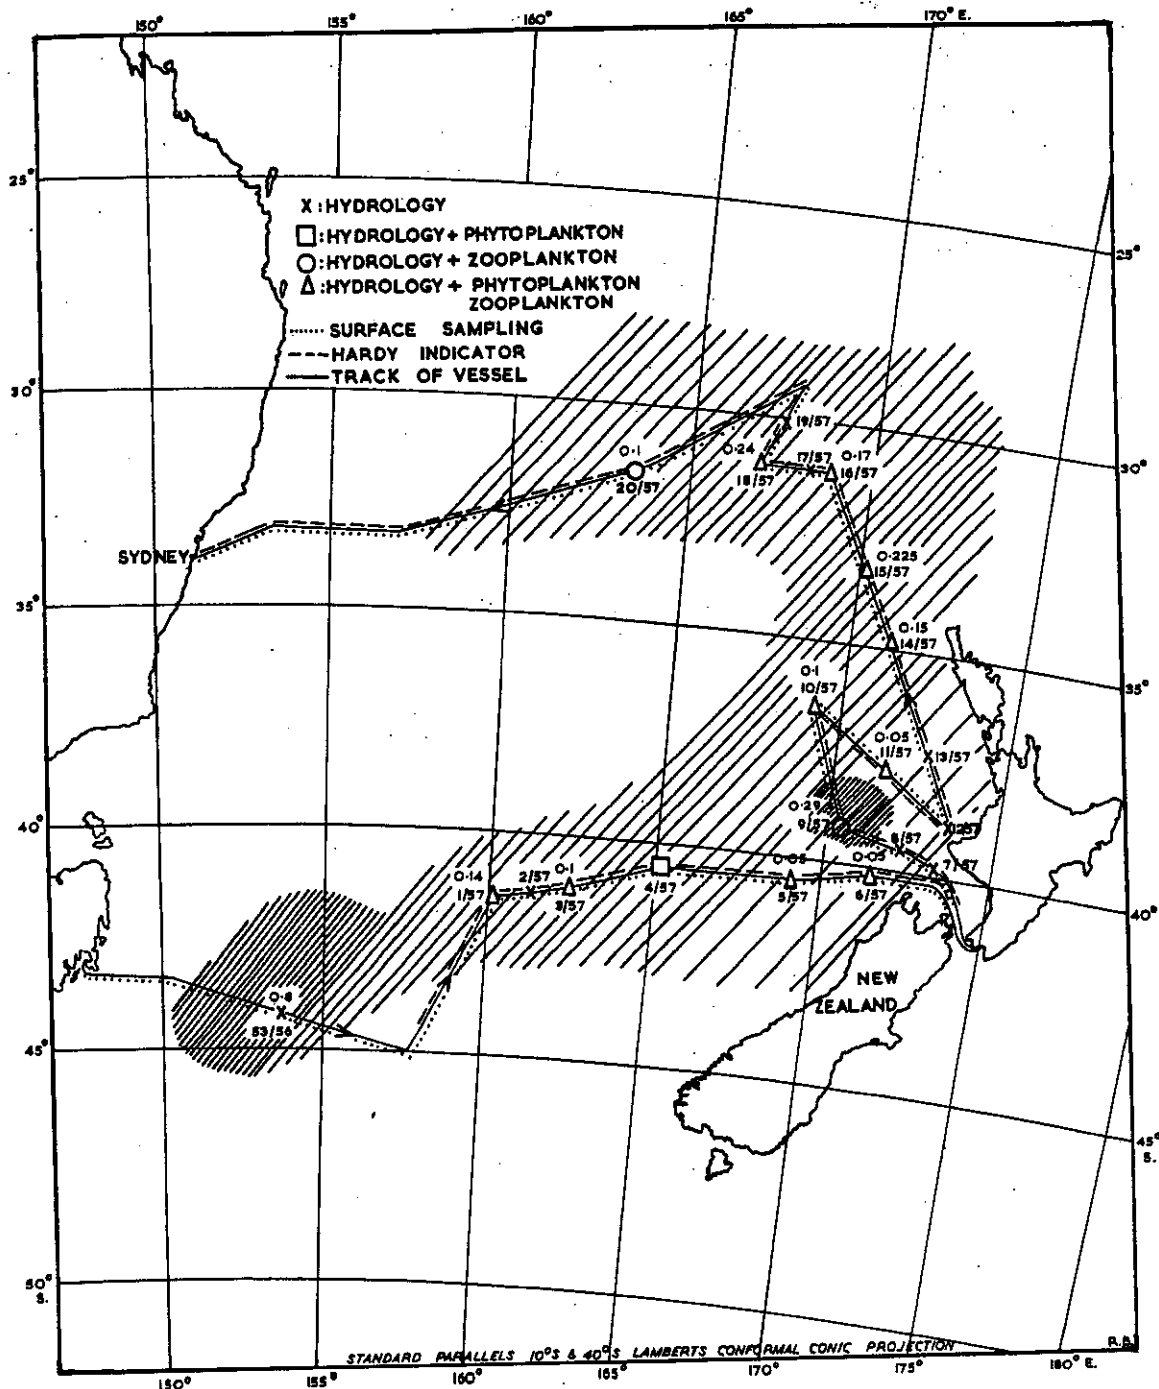 150° 155° 160° 165° 170° E.
25°
X : HYDROLOGY
□ : HYDROLOGY + PHYTOPLANKTON
○ : HYDROLOGY + ZOOPLANKTON
△ : HYDROLOGY + PHYTOPLANKTON
ZOOPLANKTON
25°
SURFACE SAMPLING
HARDY INDICATOR
TRACK OF VESSEL
30°
19/57
0·1 0·24 17/57 0·17
30°
20/57 18/57 16/57
SYDNEY
0·225
15/57
35°
0·15
14/57
0·1
10/57
35°
0·05
11/57
13/57
0·29
9/57
40°
8/57
7/57
0·14 2/57 0·1 0·05 0·05
1/57 3/57 4/57 5/57 6/57
40°
NEW
ZEALAND
0·8
53/56
45°
45°
S.
50°
S.
R.B.
STANDARD PARALLELS 10°S & 40°S LAMBERTS CONFORMAL CONIC PROJECTION
150° 155° 160° 165° 170° 175° 180° E.